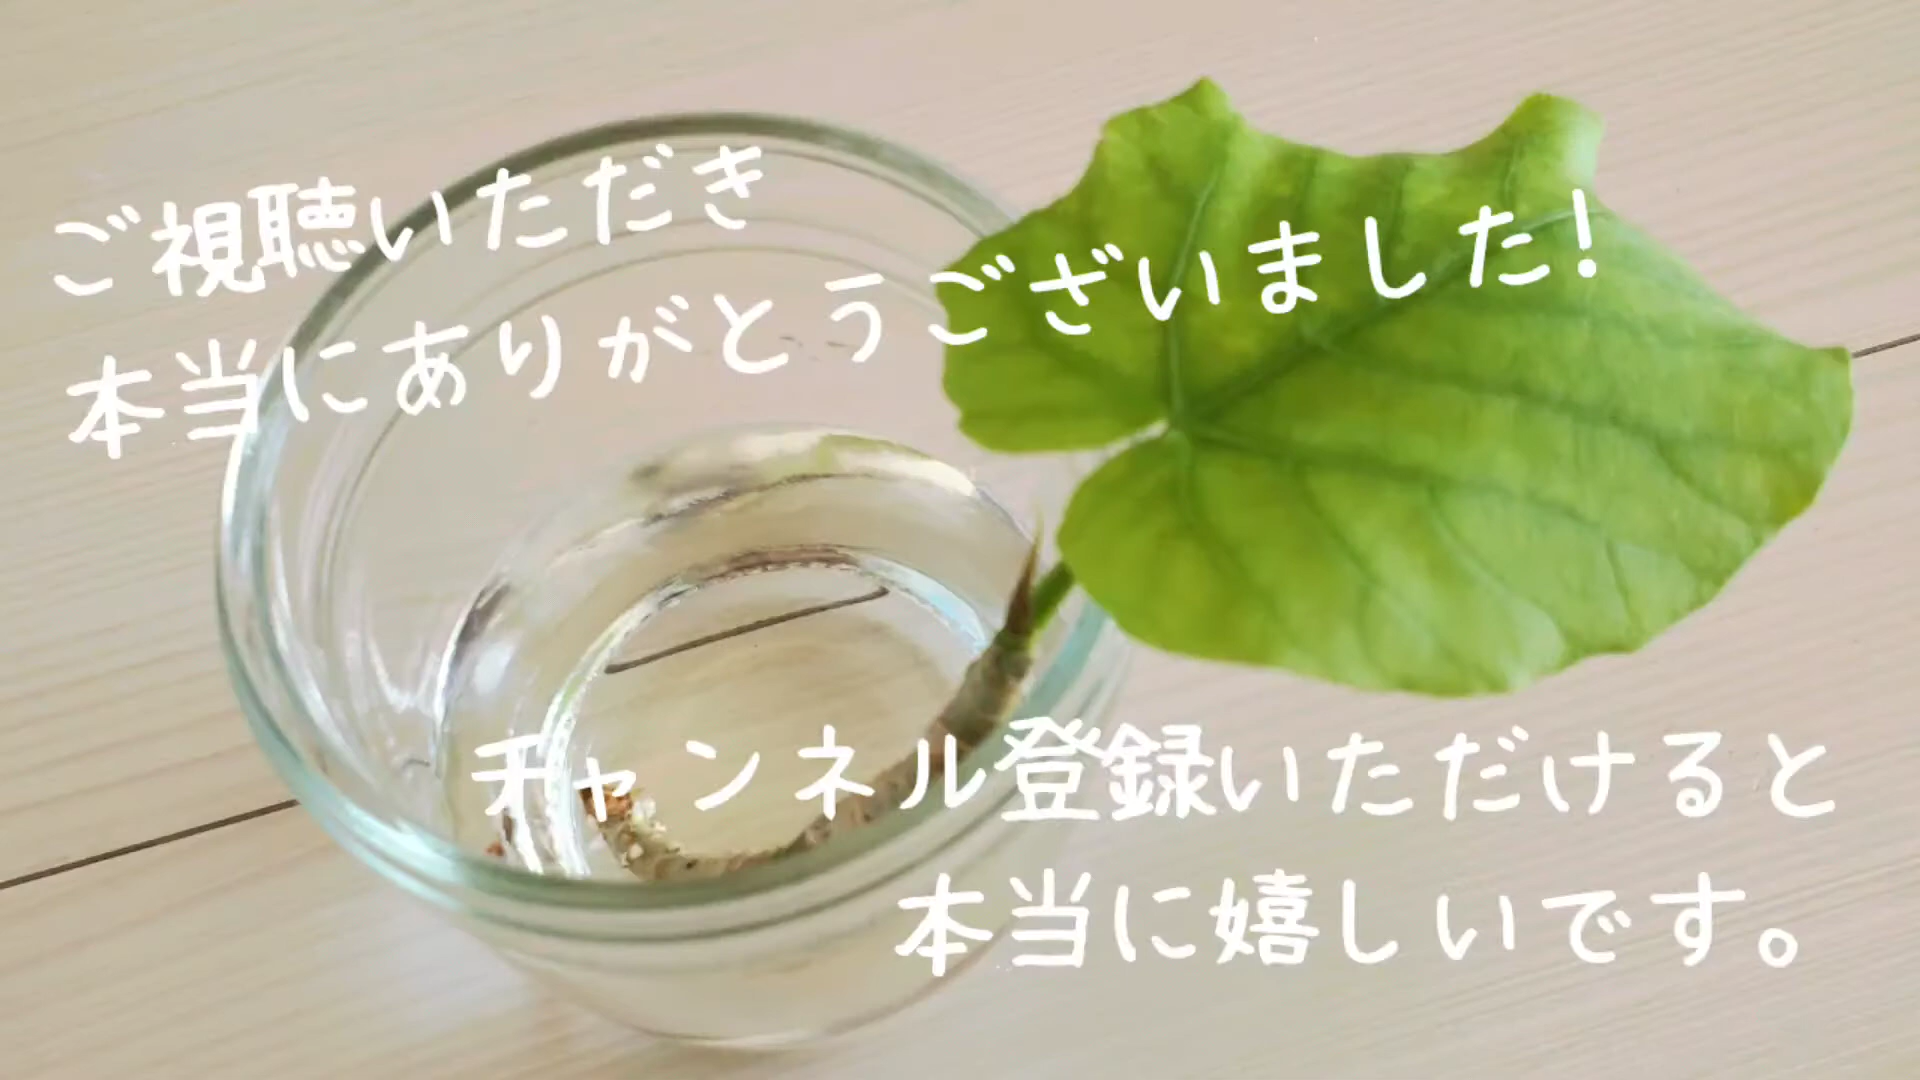 ご視聴いただき
本当にありがとうございました!
チャンネル登録いただけると
本当に嬉しいです。